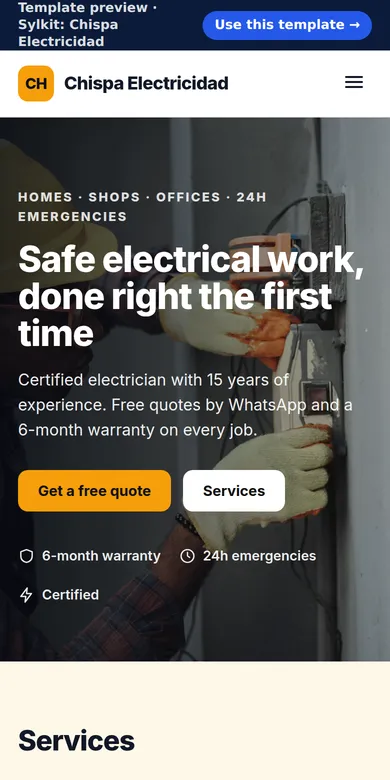 Template preview ·
Sylkit: Chispa
Electricidad
Use this template →
CH
Chispa Electricidad
HOMES · SHOPS · OFFICES · 24H
EMERGENCIES
Safe electrical work,
done right the first
time
Certified electrician with 15 years of
experience. Free quotes by WhatsApp and a
6-month warranty on every job.
Get a free quote
Services
6-month warranty
24h emergencies
Certified
Services